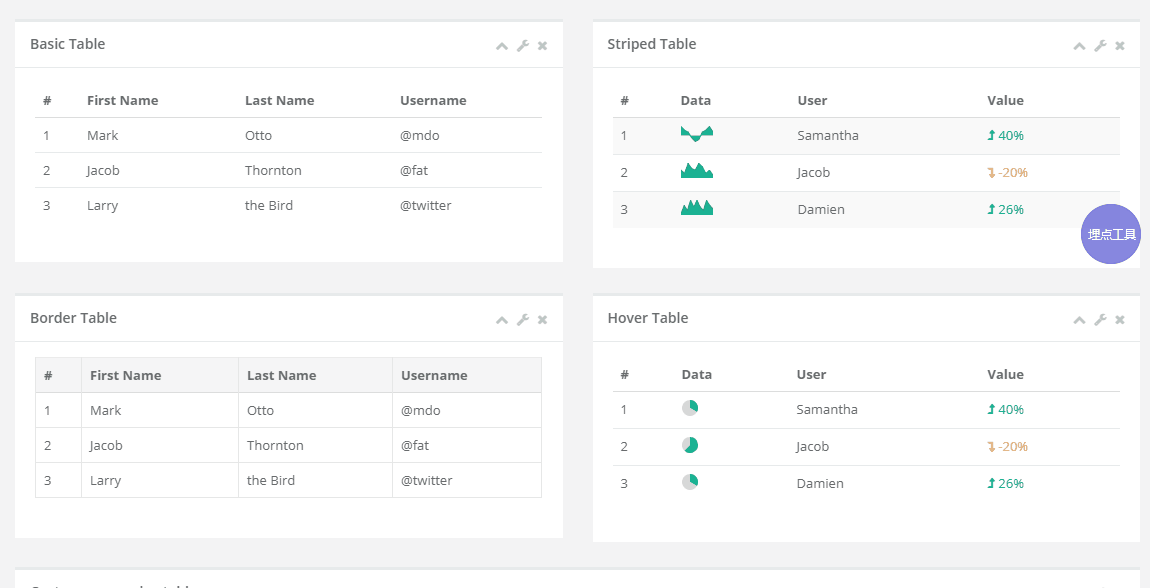 Basic Table
# First Name Last Name Username
1 Mark Otto @mdo
2 Jacob Thornton @fat
3 Larry the Bird @twitter
Striped Table
# Data User Value
1 Samantha 40%
2 Jacob -20%
3 Damien 26%
埋点工具
Border Table
# First Name Last Name Username
1 Mark Otto @mdo
2 Jacob Thornton @fat
3 Larry the Bird @twitter
Hover Table
# Data User Value
1 Samantha 40%
2 Jacob -20%
3 Damien 26%